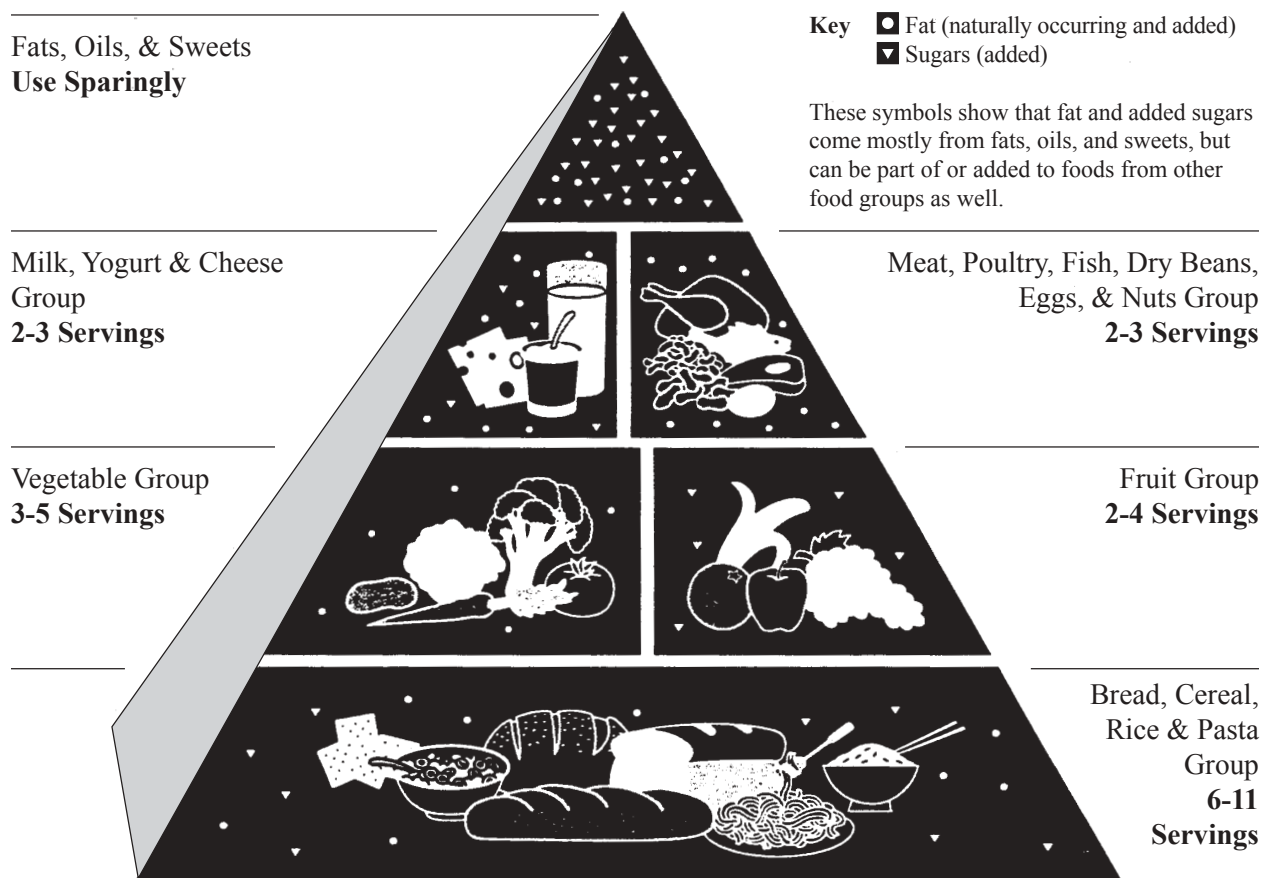 Fats, Oils, & Sweets
Use Sparingly
Key Fat (naturally occurring and added)
Sugars (added)
These symbols show that fat and added sugars
come mostly from fats, oils, and sweets, but
can be part of or added to foods from other
food groups as well.
Milk, Yogurt & Cheese
Group
2-3 Servings
Meat, Poultry, Fish, Dry Beans,
Eggs, & Nuts Group
2-3 Servings
Vegetable Group
3-5 Servings
Fruit Group
2-4 Servings
Bread, Cereal,
Rice & Pasta
Group
6-11
Servings